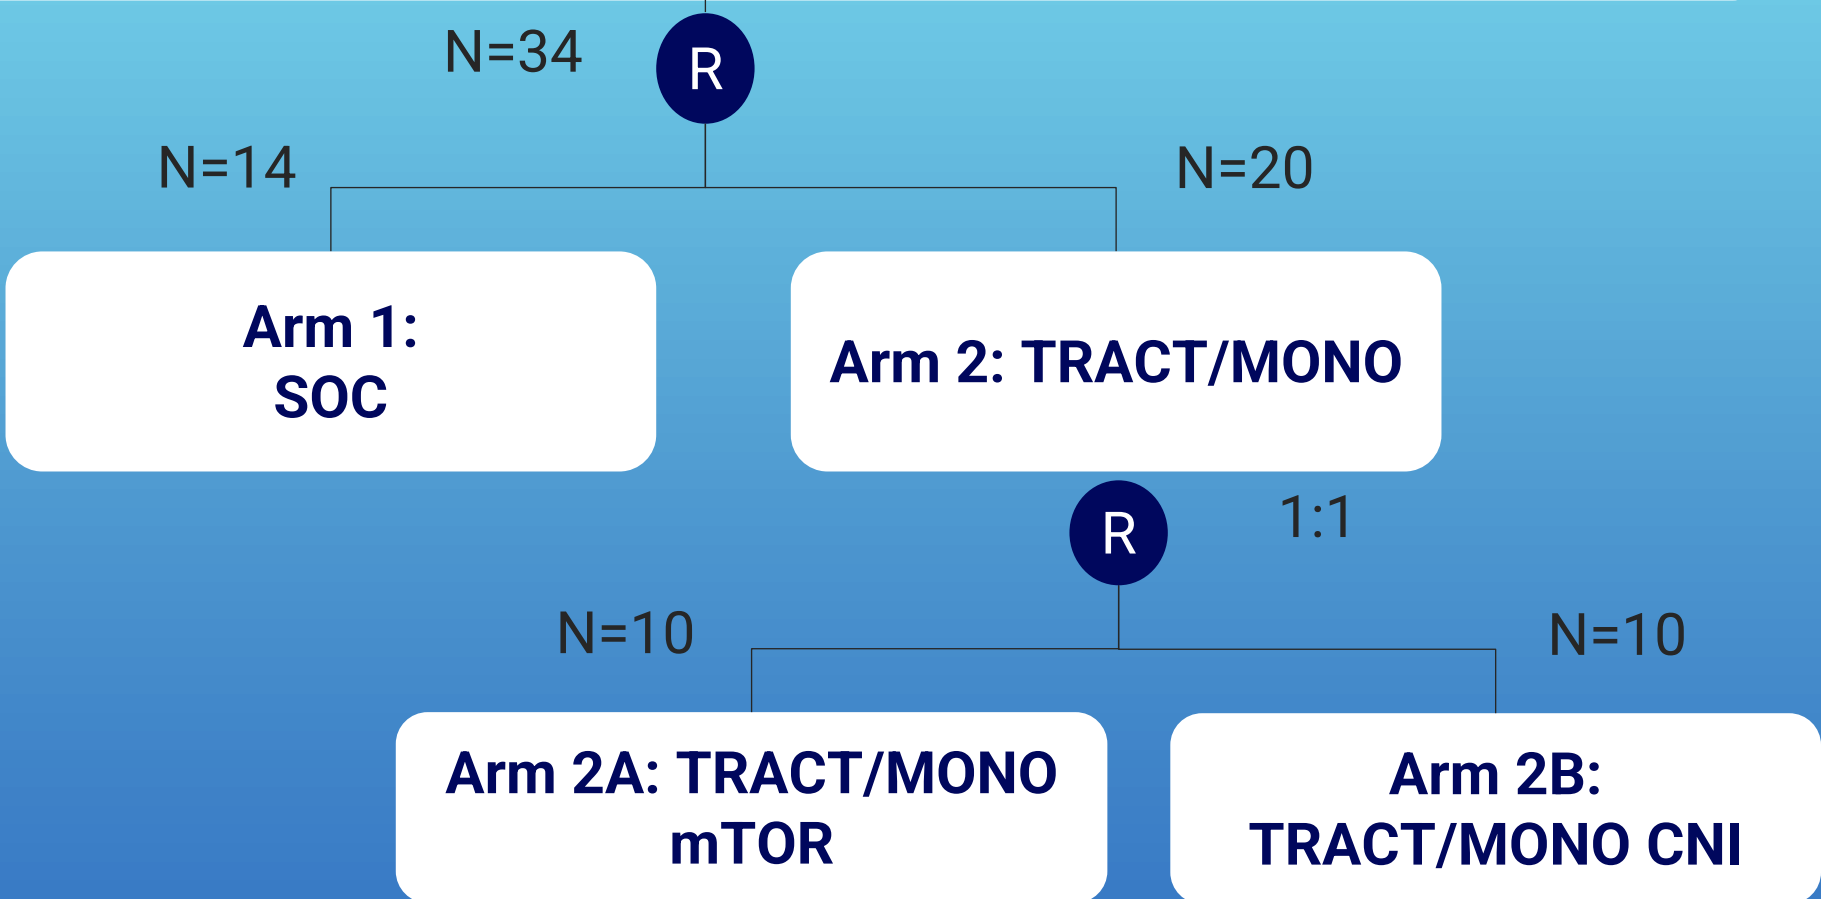 N=34
R
N=14
N=20
Arm 1:
SOC
Arm 2: TRACT/MONO
R
1:1
N=10
N=10
Arm 2A: TRACT/MONO
mTOR
Arm 2B:
TRACT/MONO CNI